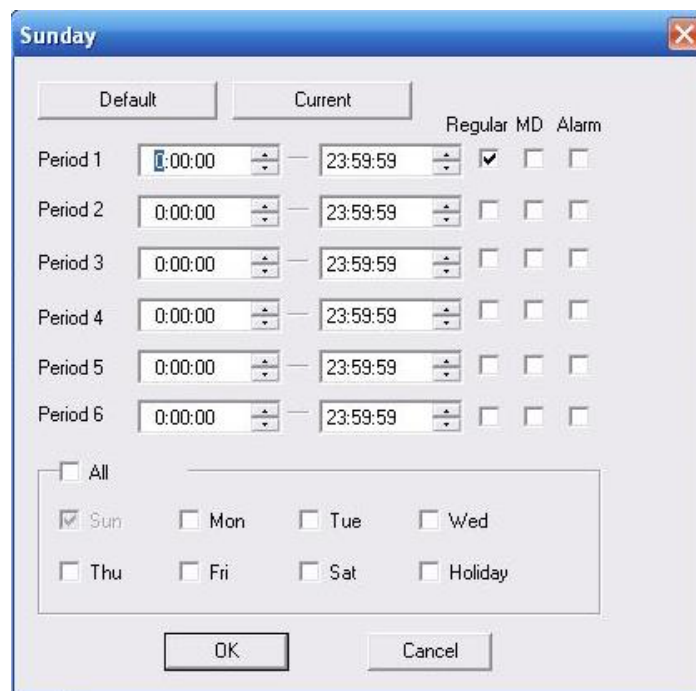 Sunday
Default Current
Regular MD Alarm
Period 1 0:00:00 23:59:59
Period 2 0:00:00 23:59:59
Period 3 0:00:00 23:59:59
Period 4 0:00:00 23:59:59
Period 5 0:00:00 23:59:59
Period 6 0:00:00 23:59:59
All
Sun Mon Tue Wed
Thu Fri Sat Holiday
OK Cancel